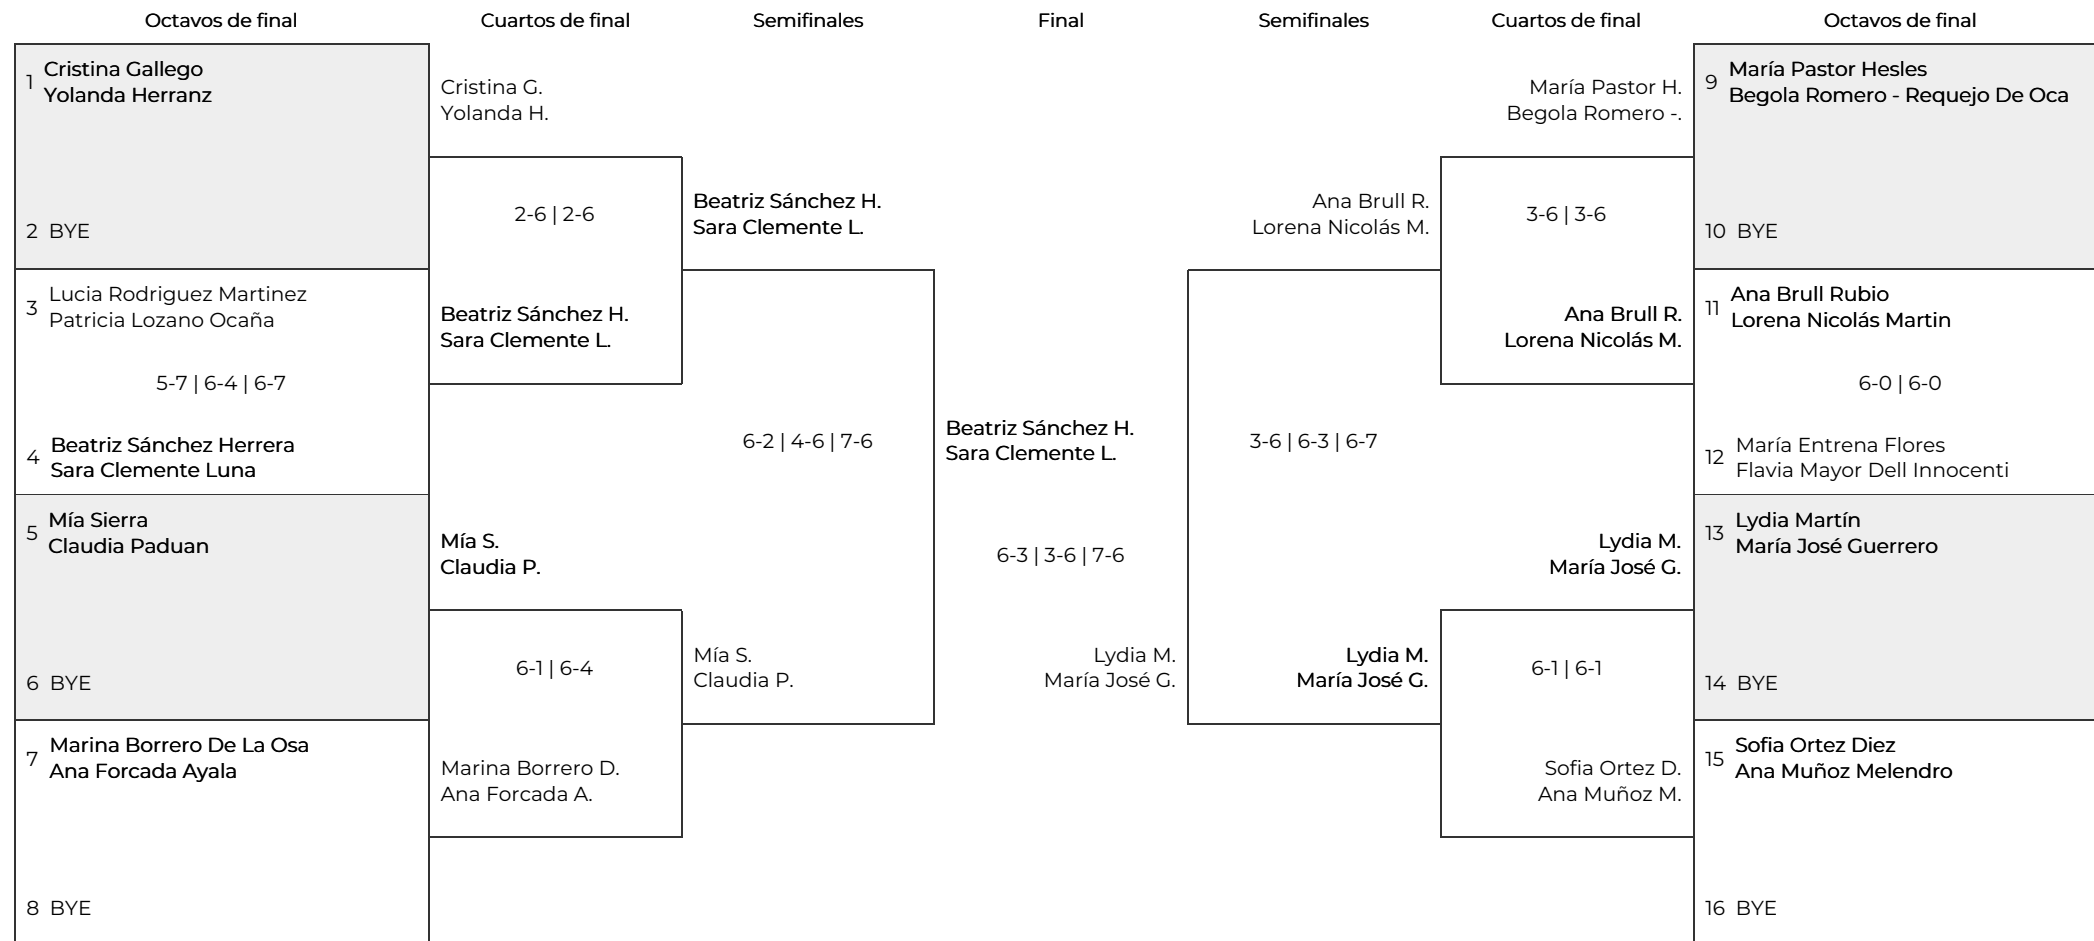 Octavos de final
Cuartos de final
Semifinales
Final
Semifinales
Cuartos de final
Octavos de final
1
Cristina Gallego
Yolanda Herranz
2 BYE
3
Lucia Rodriguez Martinez
Patricia Lozano Ocaña
5-7 | 6-4 | 6-7
4
Beatriz Sánchez Herrera
Sara Clemente Luna
5
Mía Sierra
Claudia Paduan
6 BYE
7
Marina Borrero De La Osa
Ana Forcada Ayala
8 BYE
Cristina G.
Yolanda H.
2-6 | 2-6
Beatriz Sánchez H.
Sara Clemente L.
Mía S.
Claudia P.
6-1 | 6-4
Marina Borrero D.
Ana Forcada A.
Beatriz Sánchez H.
Sara Clemente L.
6-2 | 4-6 | 7-6
Mía S.
Claudia P.
Beatriz Sánchez H.
Sara Clemente L.
6-3 | 3-6 | 7-6
Lydia M.
María José G.
Ana Brull R.
Lorena Nicolás M.
3-6 | 6-3 | 6-7
Lydia M.
María José G.
María Pastor H.
Begola Romero -.
3-6 | 3-6
Ana Brull R.
Lorena Nicolás M.
Lydia M.
María José G.
6-1 | 6-1
Sofia Ortez D.
Ana Muñoz M.
9
María Pastor Hesles
Begola Romero - Requejo De Oca
10 BYE
11
Ana Brull Rubio
Lorena Nicolás Martin
6-0 | 6-0
12
María Entrena Flores
Flavia Mayor Dell Innocenti
13
Lydia Martín
María José Guerrero
14 BYE
15
Sofia Ortez Diez
Ana Muñoz Melendro
16 BYE